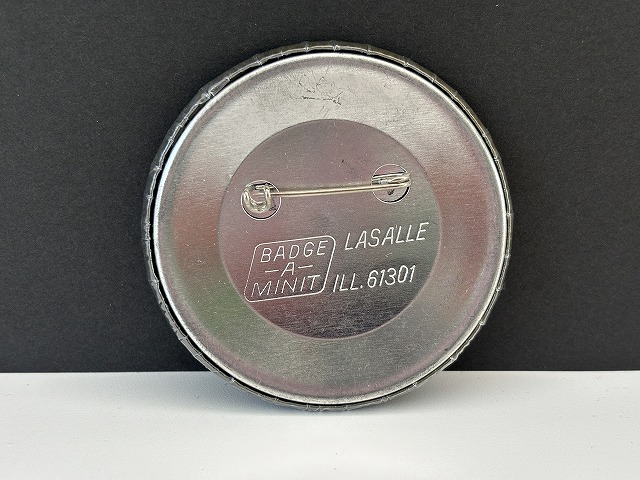 BADGE
-A-
MINIT
LASALLE
ILL. 61301